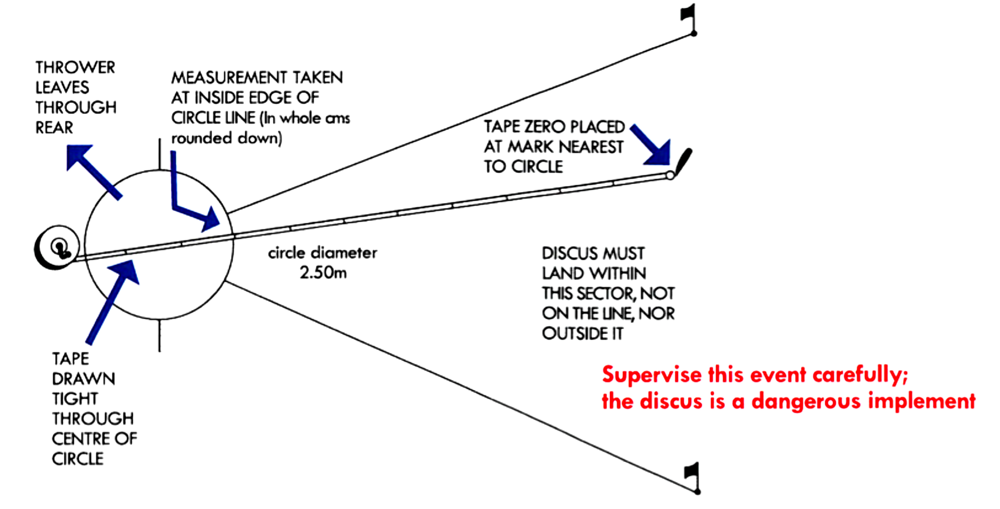 THROWER
LEAVES
THROUGH
REAR
MEASUREMENT TAKEN
AT INSIDE EDGE OF
CIRCLE LINE (In whole cms
rounded down)
TAPE ZERO PLACED
AT MARK NEAREST
TO CIRCLE
circle diameter
2.50m
DISCUS MUST
LAND WITHIN
THIS SECTOR, NOT
ON THE LINE, NOR
OUTSIDE IT
TAPE
DRAWN
TIGHT
THROUGH
CENTRE OF
CIRCLE
Supervise this event carefully;
the discus is a dangerous implement